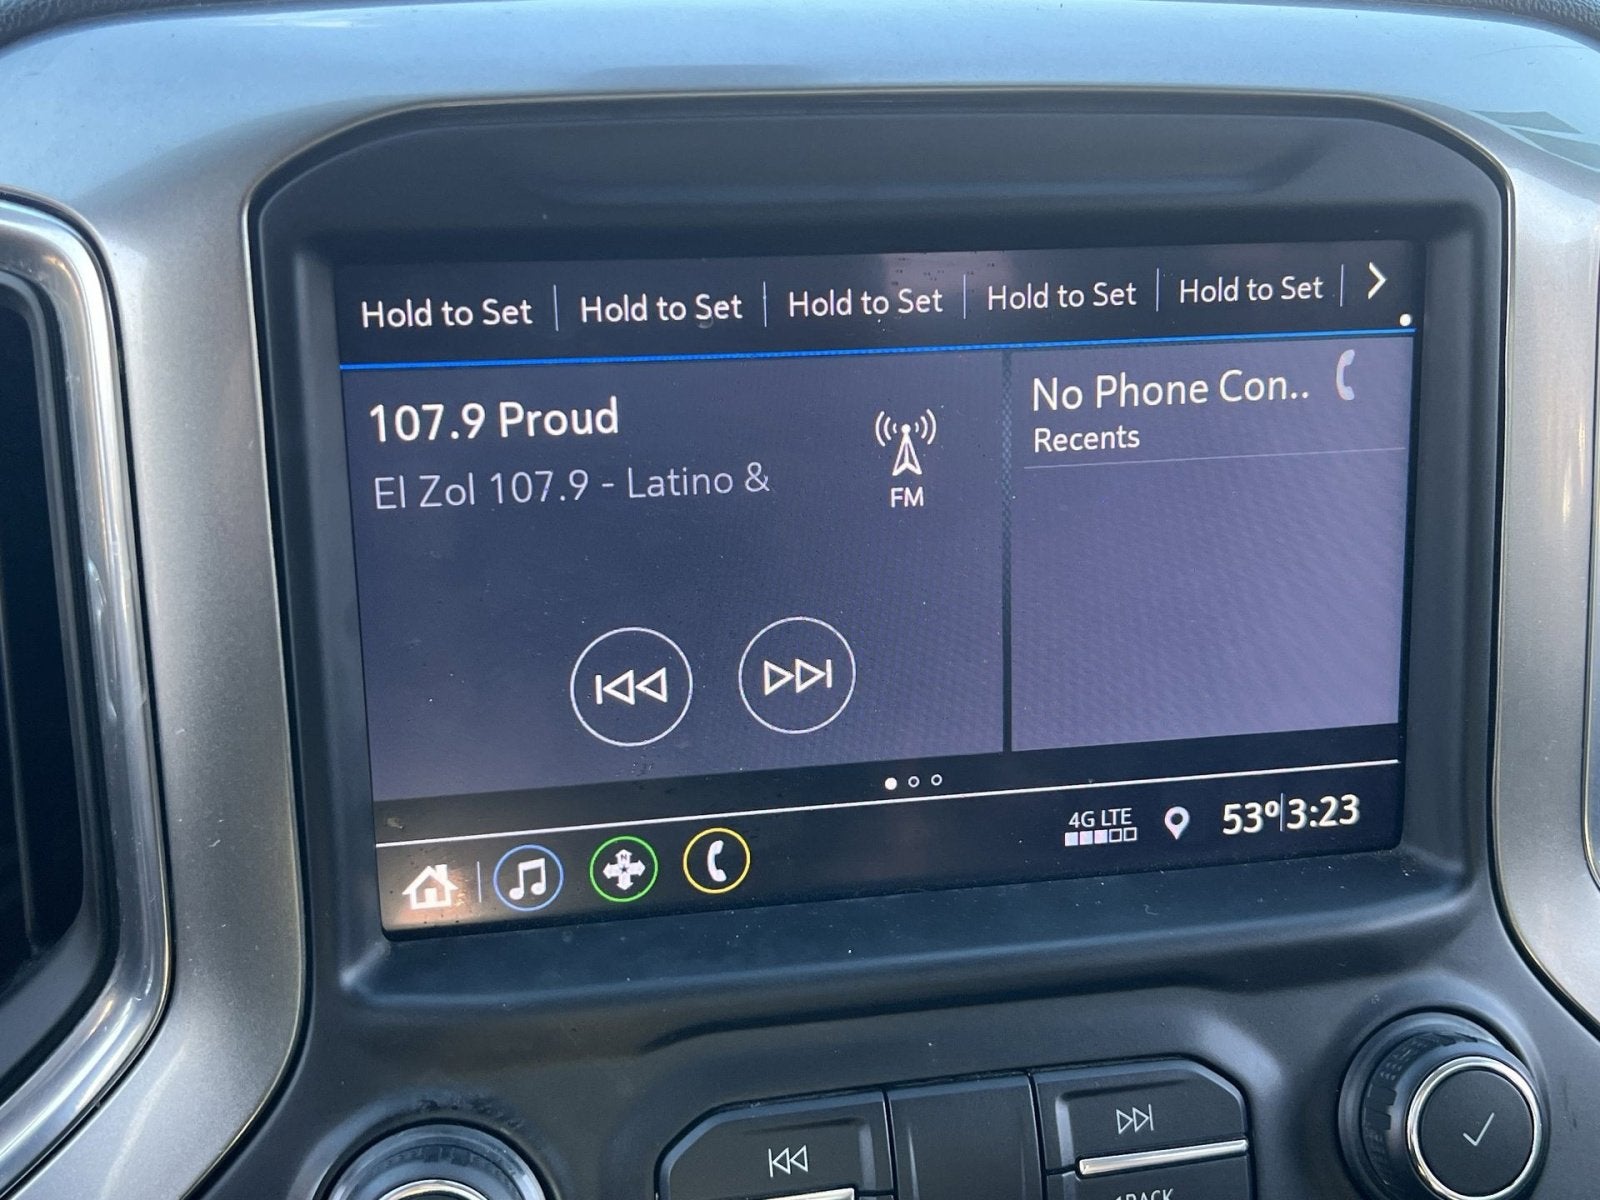 Hold to Set Hold to Set Hold to Set Hold to Set Hold to Set
107.9 Proud
El Zol 107.9 - Latino &
FM
No Phone Con..
Recents
4G LTE
53° 3:23
N
BACK